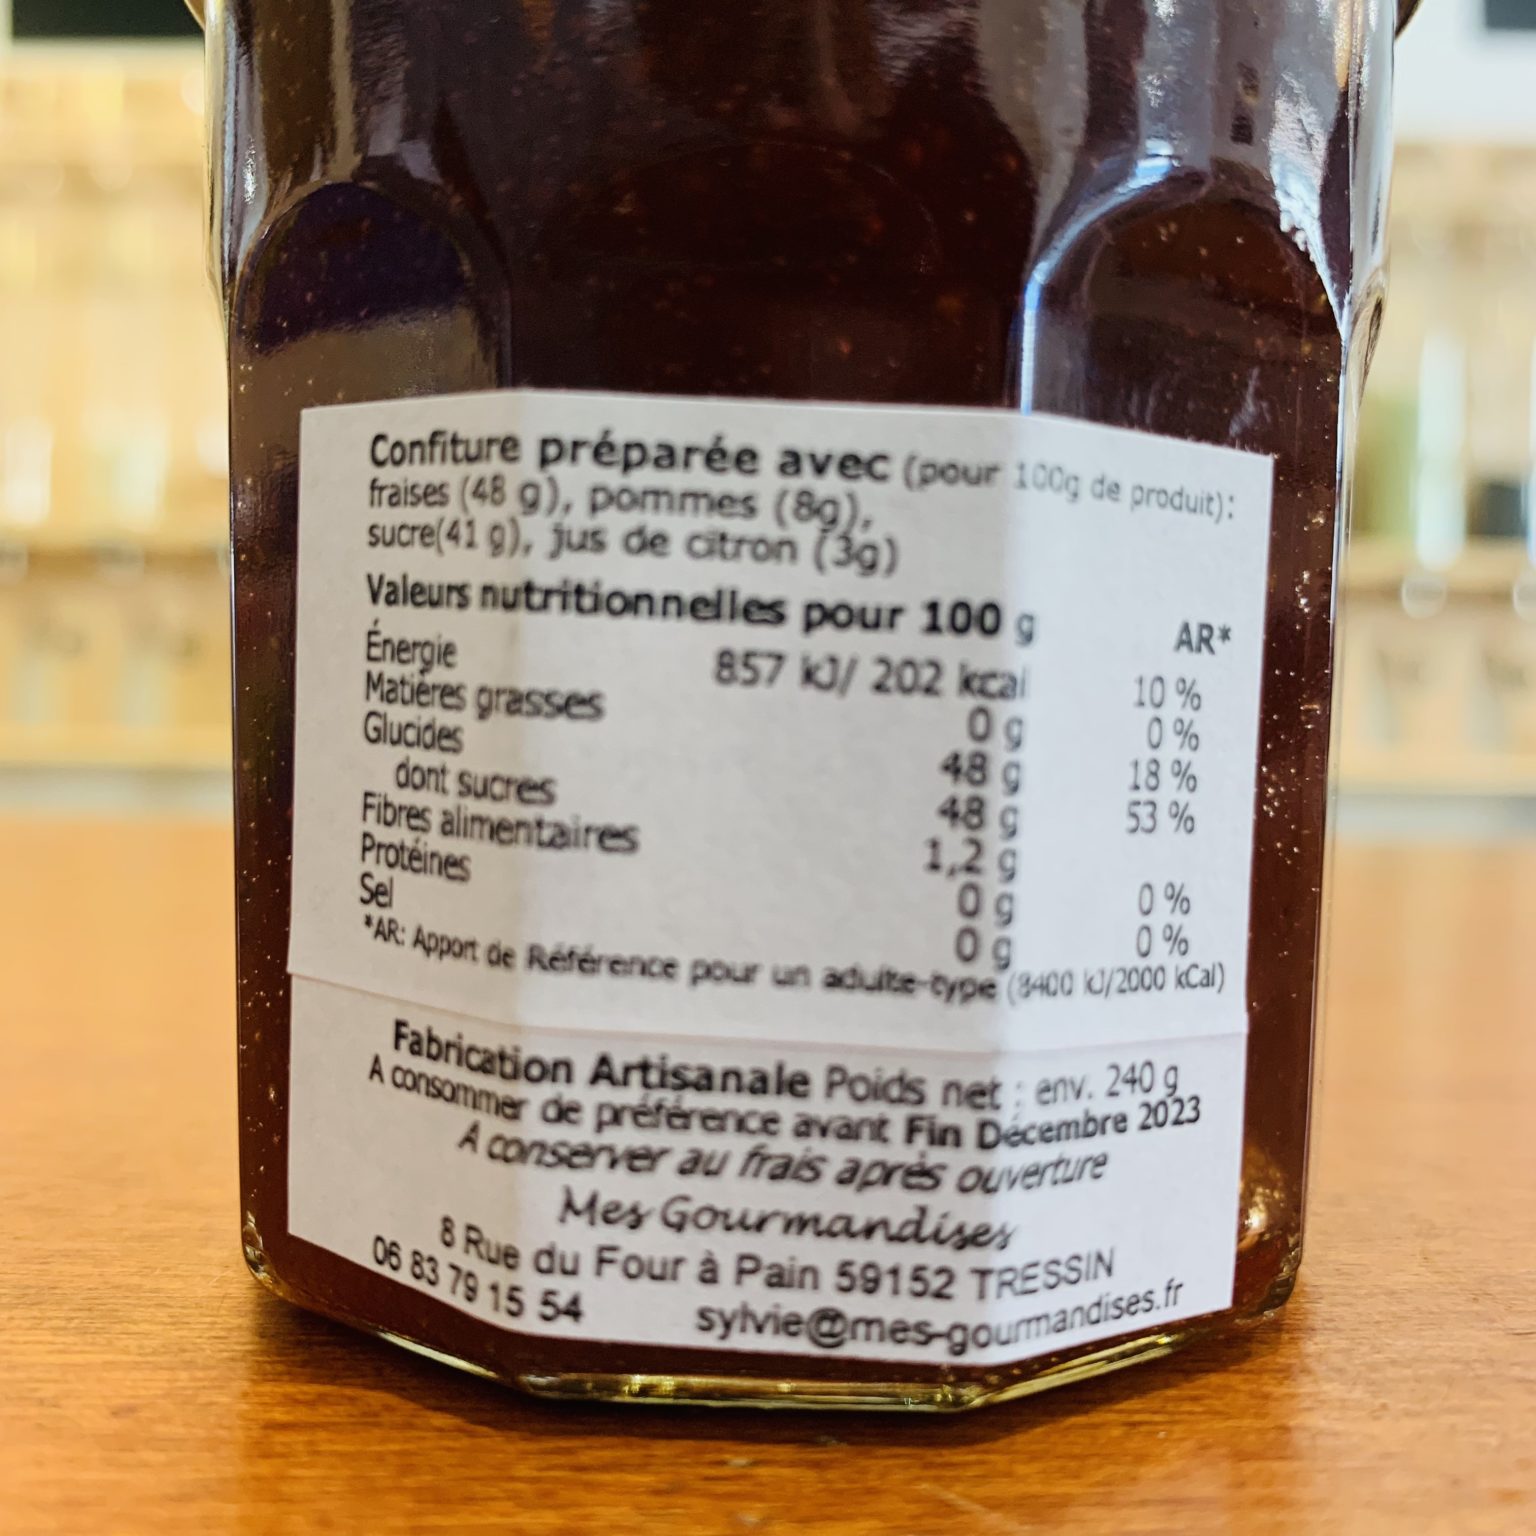 Confiture préparée avec (pour 100g de produit):
fraises (48 g), pommes (8g),
sucre(41 g), jus de citron (3g)
Valeurs nutritionnelles pour 100 g AR*
Énergie 857 kJ/ 202 kcal 10 %
Matières grasses 0 g 0 %
Glucides 48 g 18 %
dont sucres 48 g 53 %
Fibres alimentaires 1,2 g
Protéines 0 g 0 %
Sel 0 g 0 %
*AR: Apport de Référence pour un adulte-type (8400 kJ/2000 kCal)
Fabrication Artisanale Poids net : env. 240 g
A consommer de préférence avant Fin Décembre 2023
A conserver au frais après ouverture
Mes Gourmandises
8 Rue du Four à Pain 59152 TRESSIN
06 83 79 15 54 sylvie@mes-gourmandises.fr